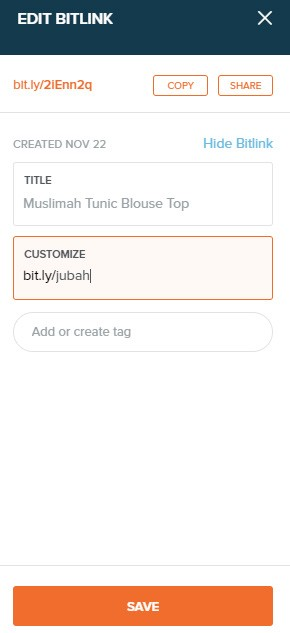 EDIT BITLINK
bit.ly/2iEnn2q
COPY
SHARE
CREATED NOV 22
Hide Bitlink
TITLE
Muslimah Tunic Blouse Top
CUSTOMIZE
bit.ly/jubah
Add or create tag
SAVE